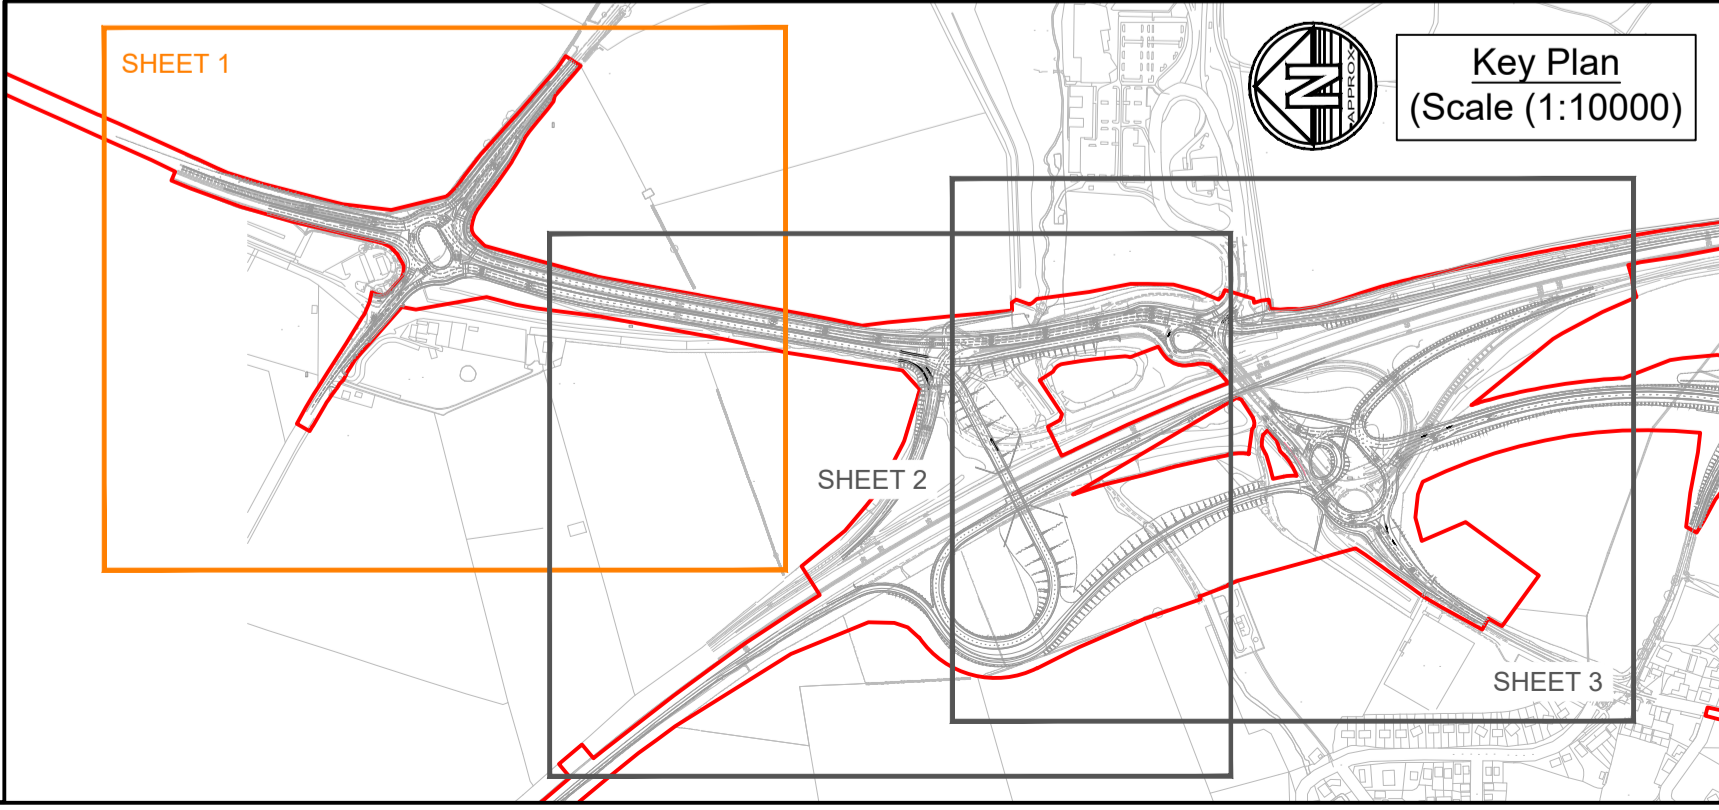 SHEET 1
N
APPROX
Key Plan
(Scale (1:10000)
SHEET 2
SHEET 3